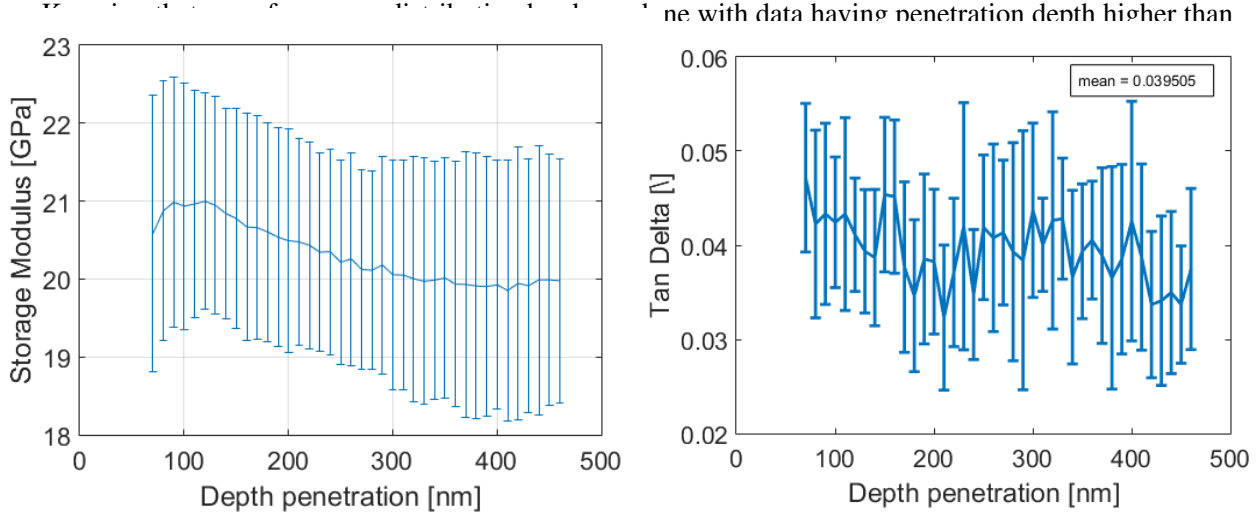 ne with data having penetration depth higher than
23
22
21
20
19
18
Storage Modulus [GPa]
0 100 200 300 400 500
Depth penetration [nm]
0.06
0.05
0.04
0.03
0.02
Tan Delta [\]
mean = 0.039505
0 100 200 300 400 500
Depth penetration [nm]